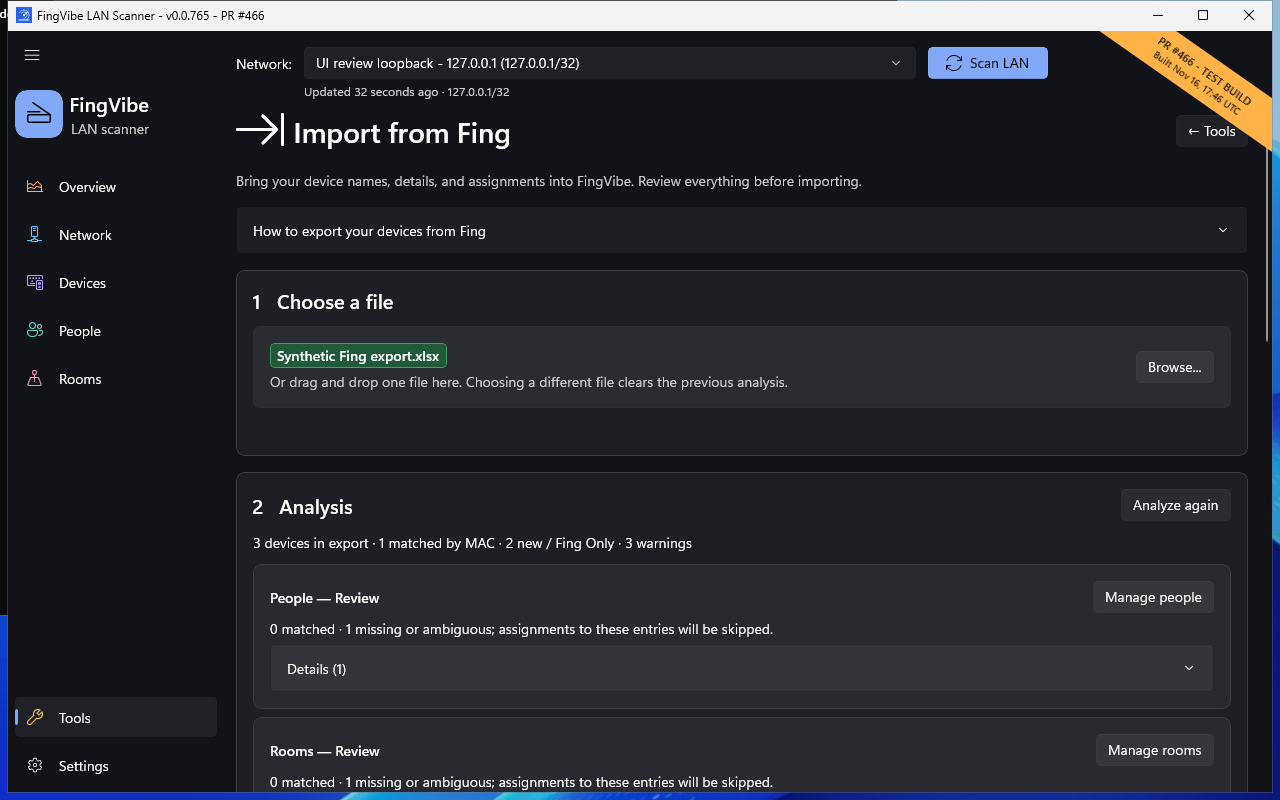 FingVibe LAN Scanner - v0.0.765 - PR #466
Network:
UI review loopback - 127.0.0.1 (127.0.0.1/32)
Scan LAN
Updated 32 seconds ago · 127.0.0.1/32
PR #466 - TEST BUILD
Built Nov 16, 17:46 UTC
FingVibe
LAN scanner
Import from Fing
← Tools
Bring your device names, details, and assignments into FingVibe. Review everything before importing.
How to export your devices from Fing
Overview
Network
Devices
People
Rooms
Tools
Settings
1 Choose a file
Synthetic Fing export.xlsx
Or drag and drop one file here. Choosing a different file clears the previous analysis.
Browse...
2 Analysis
Analyze again
3 devices in export · 1 matched by MAC · 2 new / Fing Only · 3 warnings
People — Review
Manage people
0 matched · 1 missing or ambiguous; assignments to these entries will be skipped.
Details (1)
Rooms — Review
Manage rooms
0 matched · 1 missing or ambiguous; assignments to these entries will be skipped.